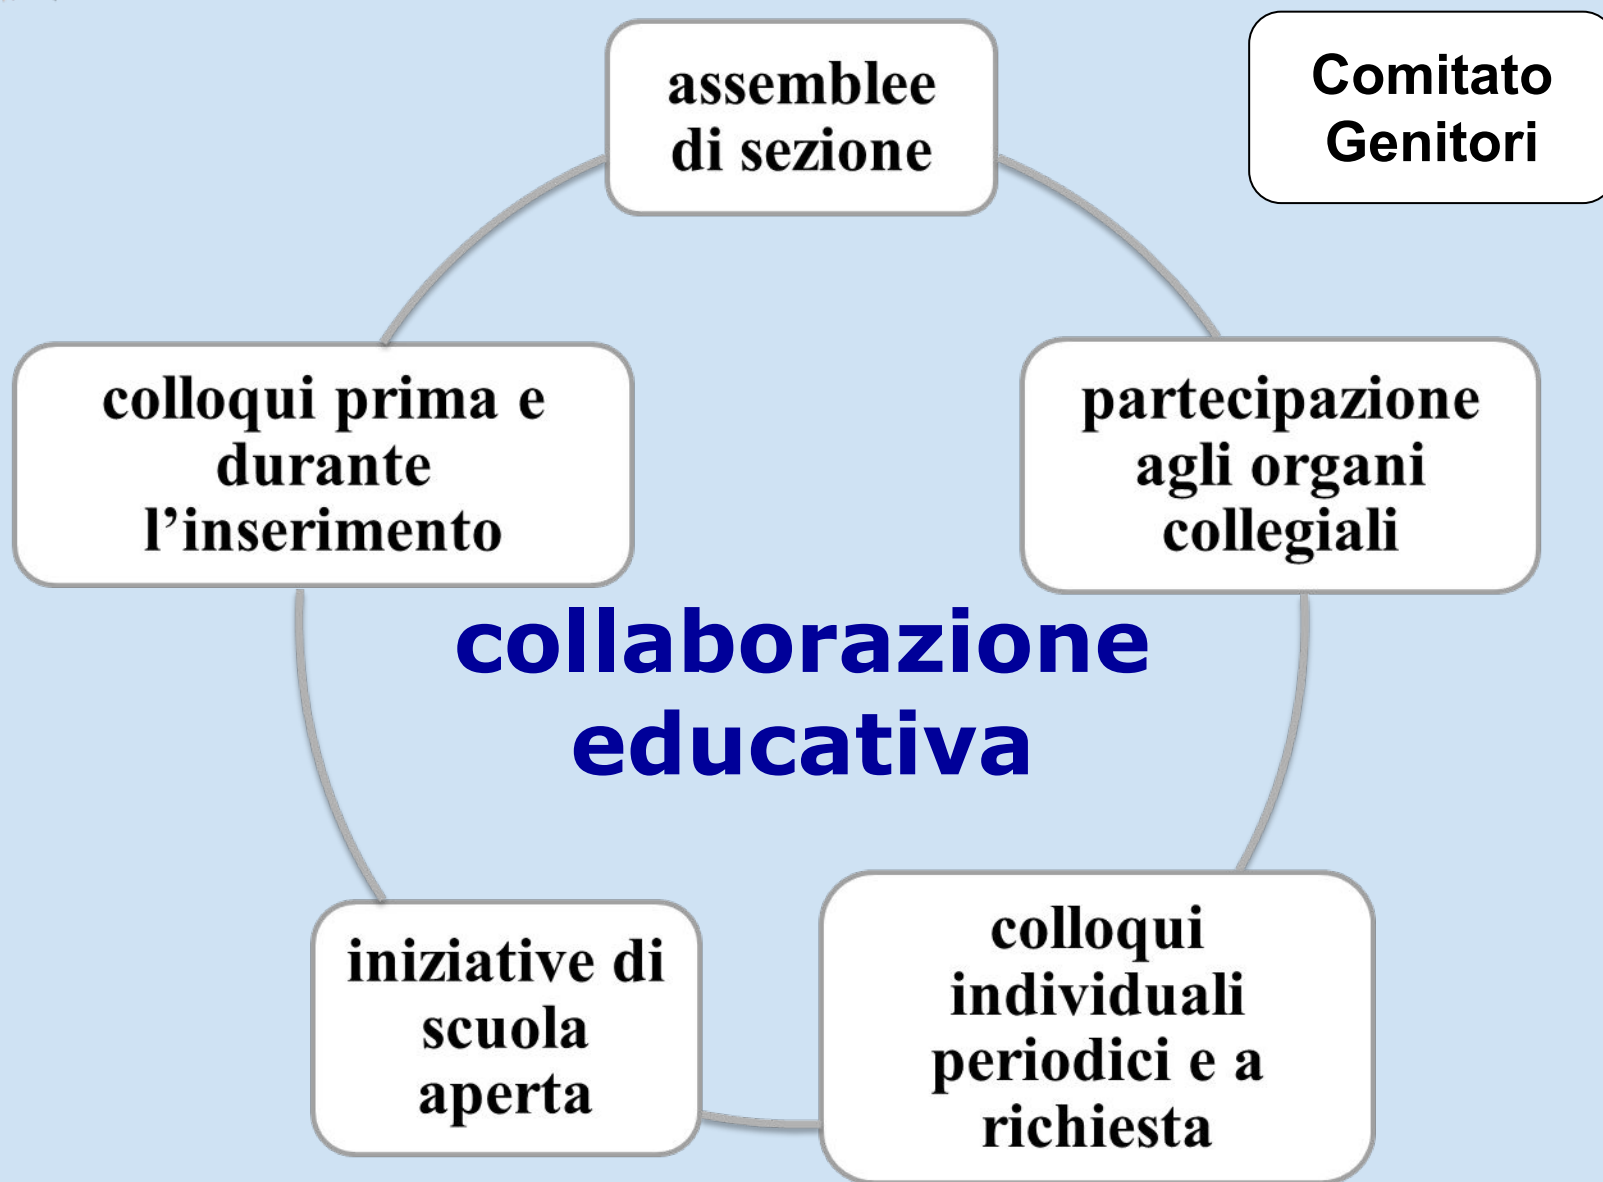 assemblee
di sezione
Comitato
Genitori
colloqui prima e
durante
l’inserimento
partecipazione
agli organi
collegiali
collaborazione
educativa
iniziative di
scuola
aperta
colloqui
individuali
periodici e a
richiesta